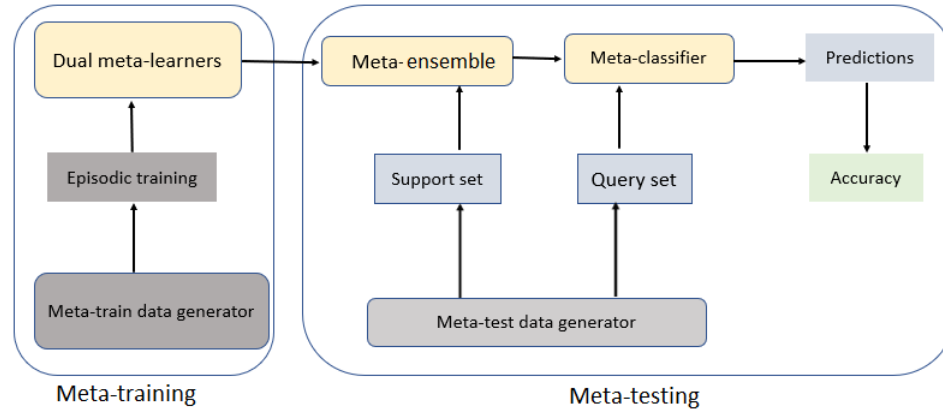 Dual meta-learners
Episodic training
Meta-train data generator
Meta-training
Meta-ensemble
Meta-classifier
Predictions
Support set
Query set
Accuracy
Meta-test data generator
Meta-testing